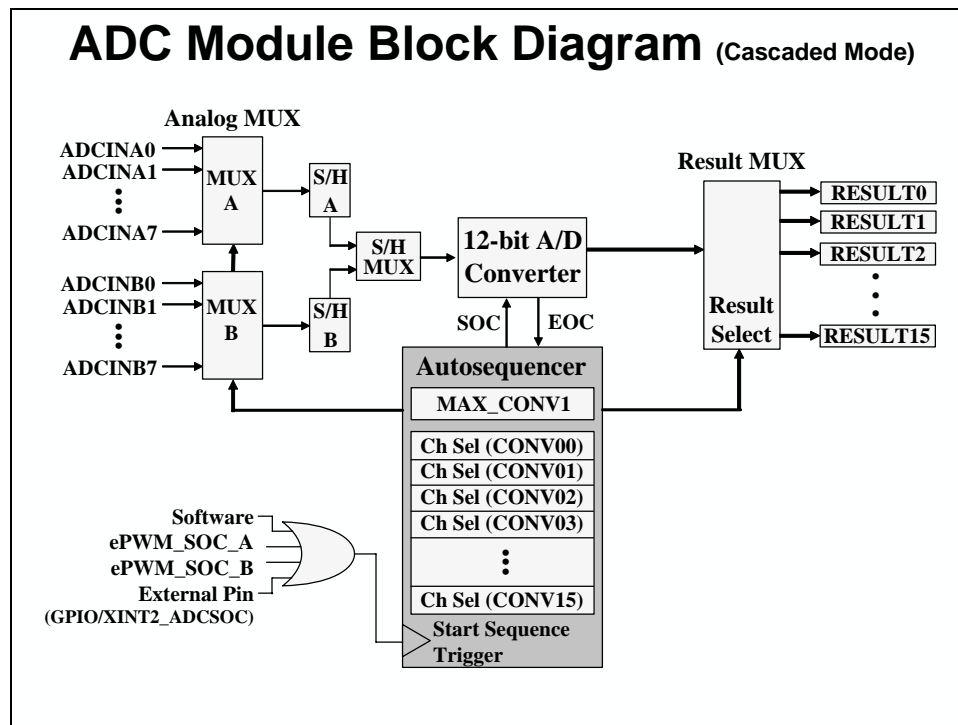 ADC Module Block Diagram (Cascaded Mode)
Analog MUX
ADCINA0
ADCINA1
ADCINA7
MUX
A
S/H
A
ADCINB0
ADCINB1
ADCINB7
MUX
B
S/H
B
S/H
MUX
12-bit A/D
Converter
SOC
EOC
Result MUX
Result
Select
RESULT0
RESULT1
RESULT2
RESULT15
Autosequencer
MAX_CONV1
Ch Sel (CONV00)
Ch Sel (CONV01)
Ch Sel (CONV02)
Ch Sel (CONV03)
Ch Sel (CONV15)
Start Sequence
Trigger
Software
ePWM_SOC_A
ePWM_SOC_B
External Pin
(GPIO/XINT2_ADCSOC)